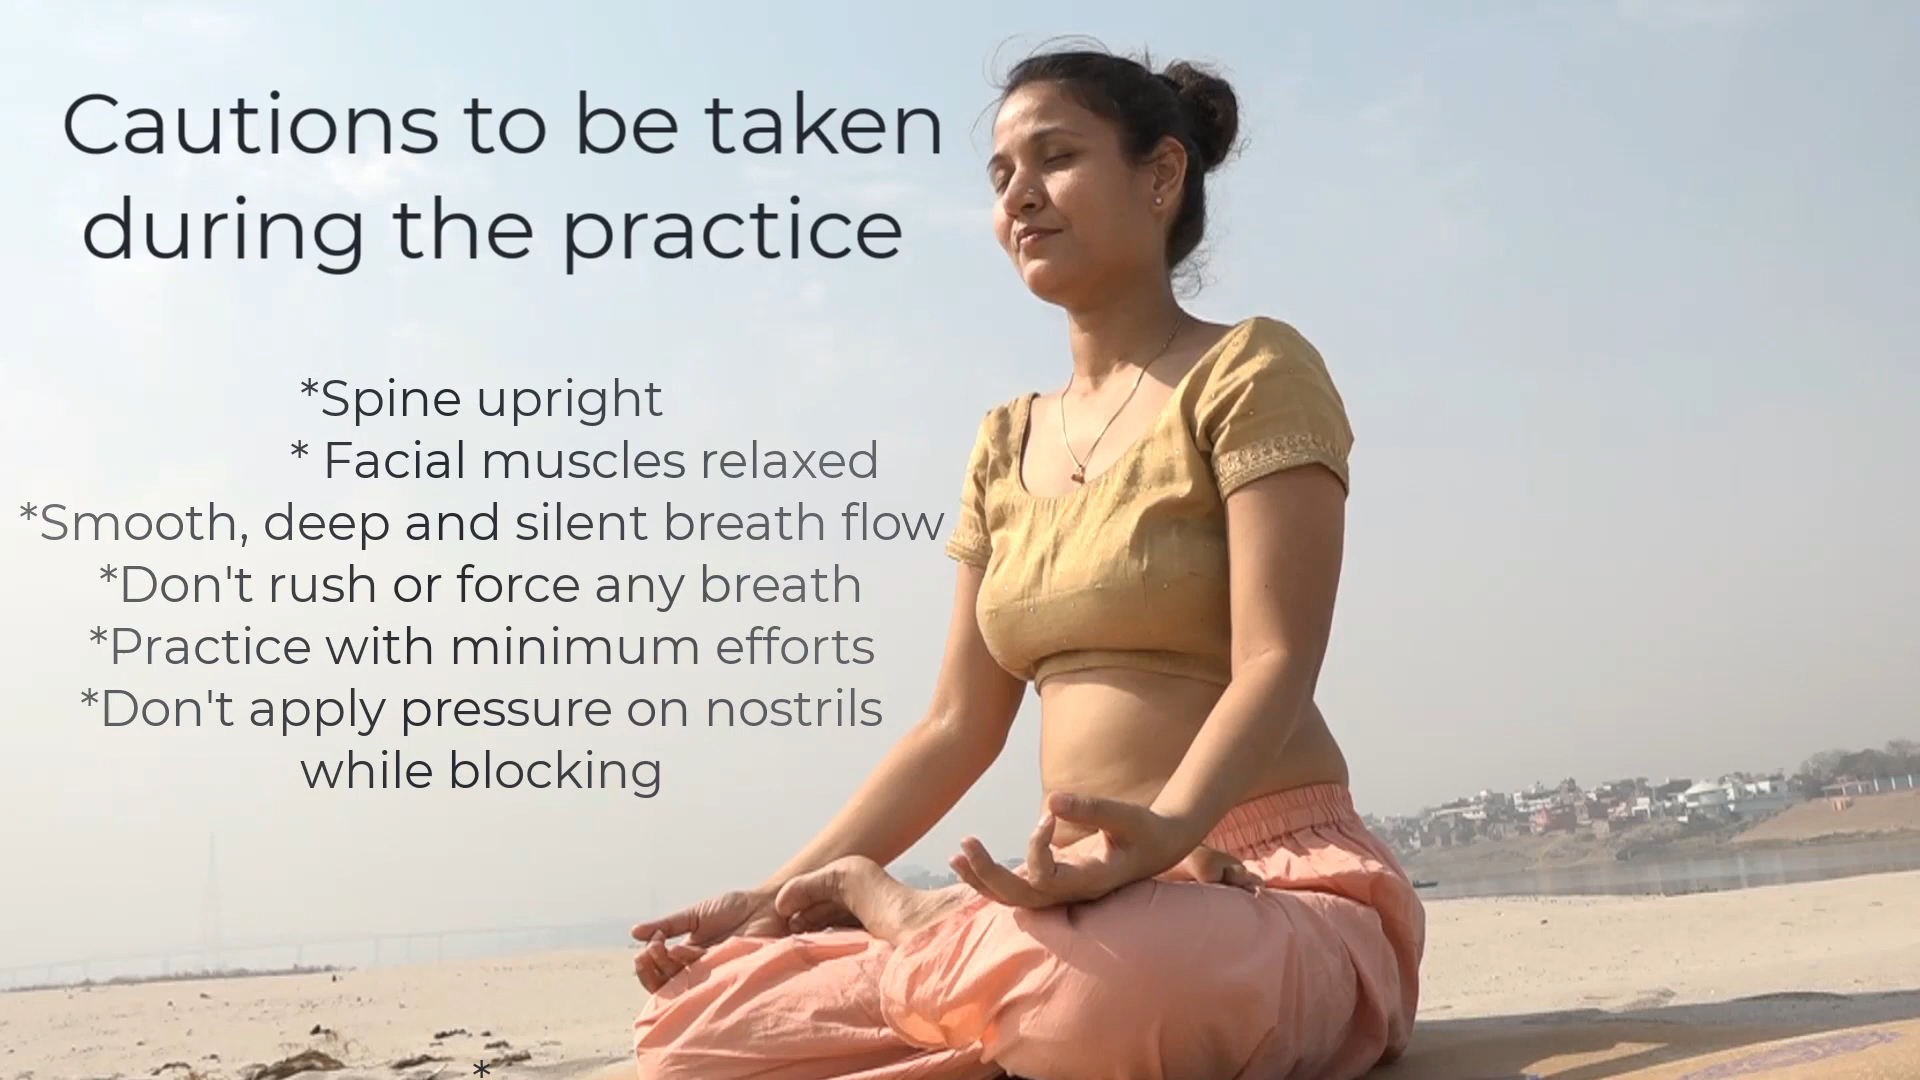 Cautions to be taken
during the practice
*Spine upright
* Facial muscles relaxed
*Smooth, deep and silent breath flow
*Don't rush or force any breath
*Practice with minimum efforts
*Don't apply pressure on nostrils
while blocking
*